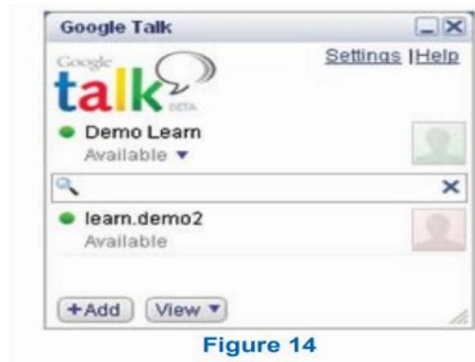 Google Talk
Settings | Help
Google
talk
BETA
Demo Learn
Available
learn.demo2
Available
+Add View
Figure 14